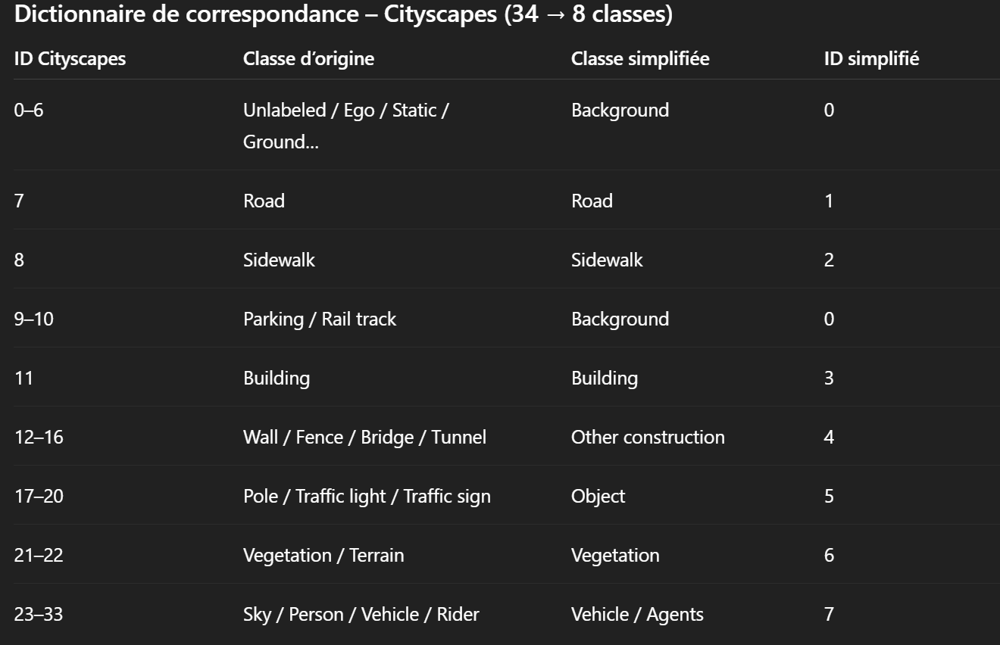 Dictionnaire de correspondance – Cityscapes (34 → 8 classes)
ID Cityscapes Classe d’origine Classe simplifiée ID simplifié
0–6 Unlabeled / Ego / Static / Background 0
Ground…
7 Road Road 1
8 Sidewalk Sidewalk 2
9–10 Parking / Rail track Background 0
11 Building Building 3
12–16 Wall / Fence / Bridge / Tunnel Other construction 4
17–20 Pole / Traffic light / Traffic sign Object 5
21–22 Vegetation / Terrain Vegetation 6
23–33 Sky / Person / Vehicle / Rider Vehicle / Agents 7